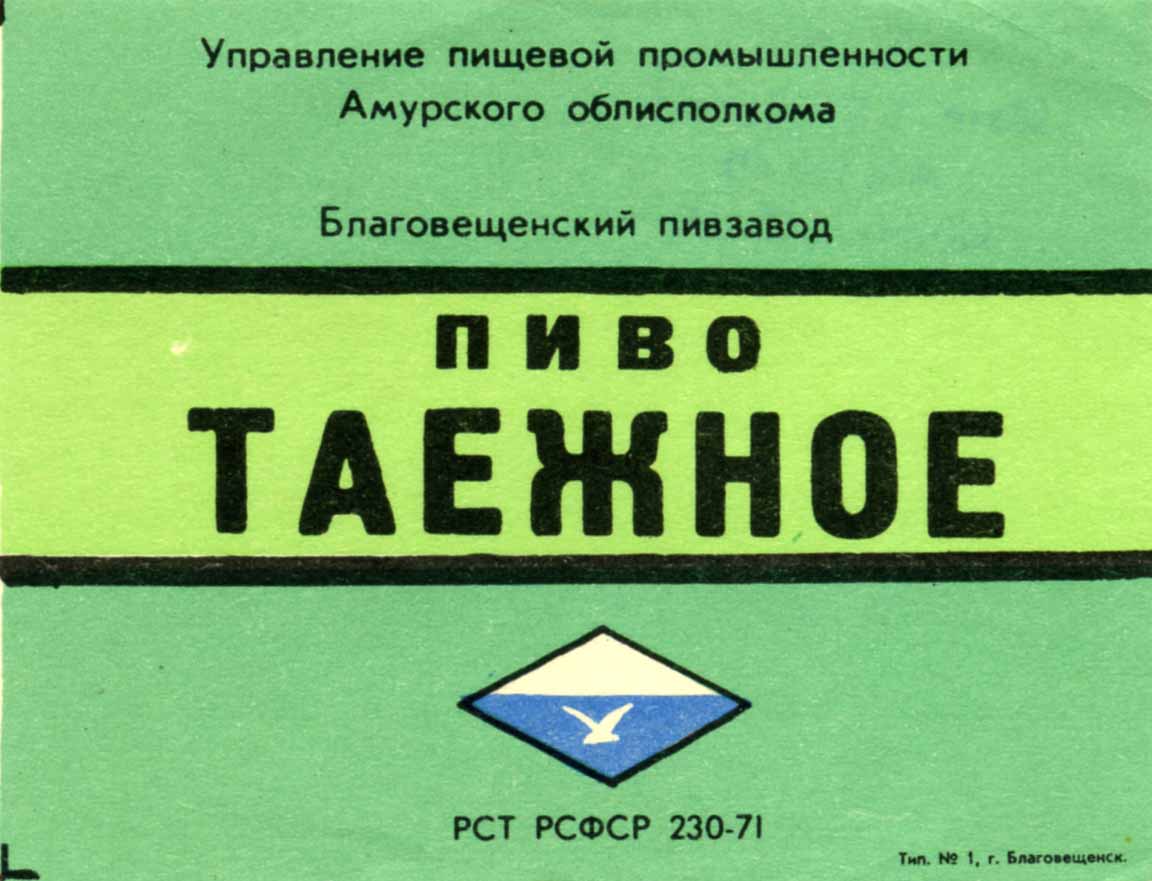 Управление пищевой промышленности
Амурского облисполкома
Благовещенский пивзавод
ПИВО
ТАЕЖНОЕ
РСТ РСФСР 230-71
Тип. № 1, г. Благовещенск.